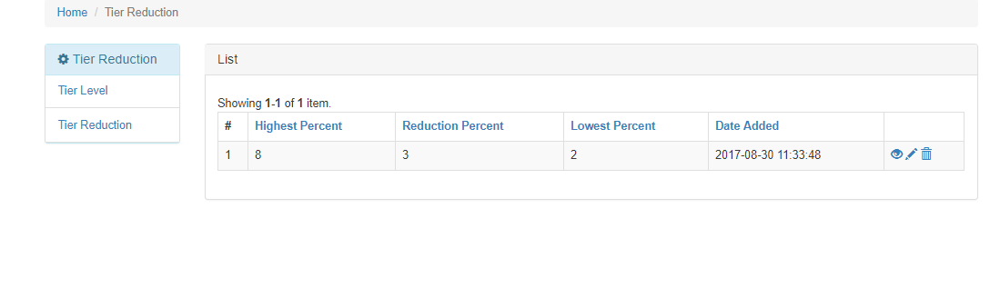 Home / Tier Reduction
Tier Reduction
Tier Level
Tier Reduction
List
Showing 1-1 of 1 item.
# Highest Percent Reduction Percent Lowest Percent Date Added
1 8 3 2 2017-08-30 11:33:48